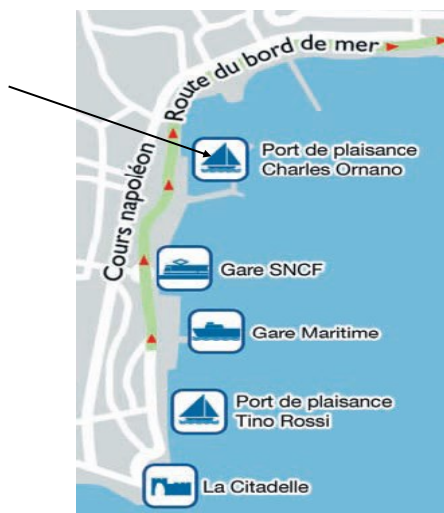 Route du bord de mer
Cours napoléon
Port de plaisance
Charles Ornano
Gare SNCF
Gare Maritime
Port de plaisance
Tino Rossi
La Citadelle